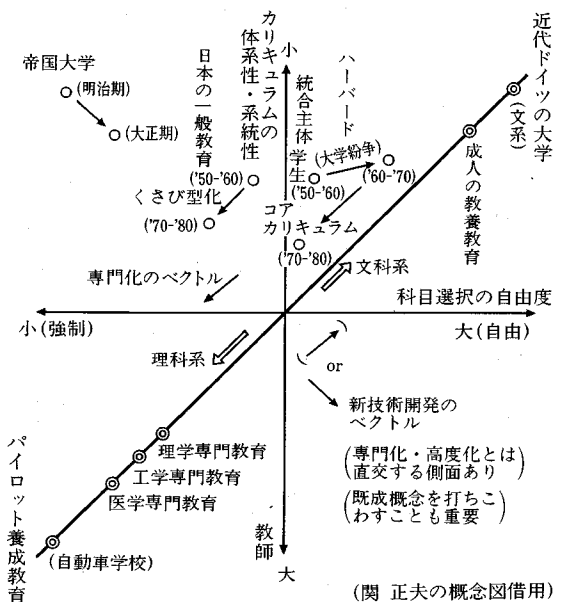 近代ドイツの大学
(文系)
成人の教養教育
カリキュラムの
体系性・系統性
小
統合主体
学生
ハーバード
(大学紛争)
('50-'60)
('60-'70)
コア
カリキュラム
('70-'80)
日本の一般教育
('50-'60)
くさび型化
('70-'80)
帝国大学
(明治期)
(大正期)
専門化のベクトル
文科系
科目選択の自由度
小(強制)
大(自由)
理科系
or
新技術開発の
ベクトル
(専門化・高度化とは
直交する側面あり)
(既成概念を打ちこ
わすことも重要)
理学専門教育
工学専門教育
医学専門教育
(自動車学校)
パイロット養成教育
教師
大
(関 正夫の概念図借用)